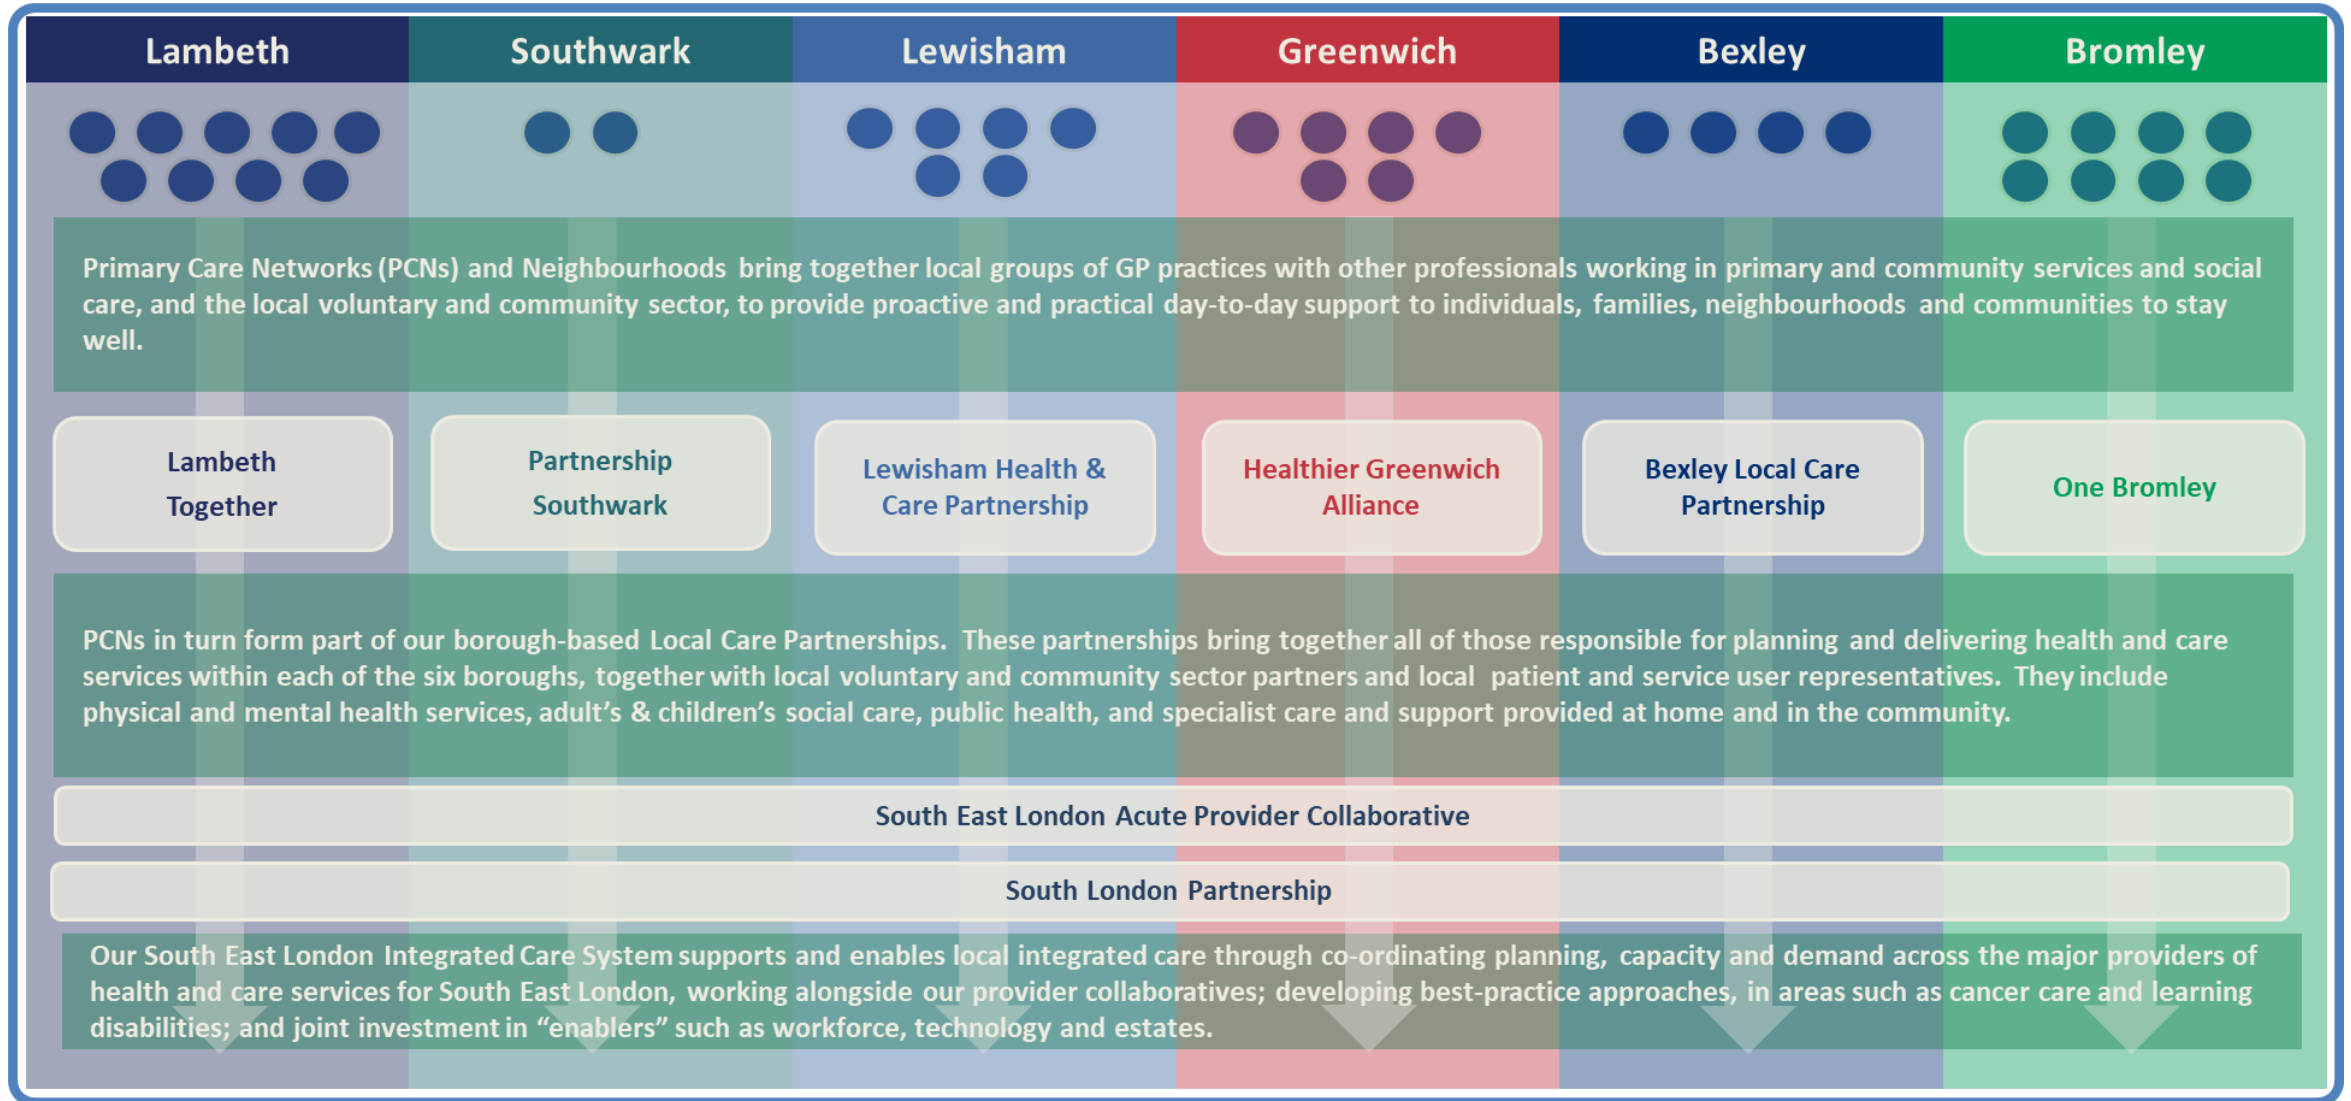 Lambeth
Southwark
Lewisham
Greenwich
Bexley
Bromley
Primary Care Networks (PCNs) and Neighbourhoods bring together local groups of GP practices with other professionals working in primary and community services and social
care, and the local voluntary and community sector, to provide proactive and practical day-to-day support to individuals, families, neighbourhoods and communities to stay
well.
Lambeth
Together
Partnership
Southwark
Lewisham Health &
Care Partnership
Healthier Greenwich
Alliance
Bexley Local Care
Partnership
One Bromley
PCNs in turn form part of our borough-based Local Care Partnerships. These partnerships bring together all of those responsible for planning and delivering health and care
services within each of the six boroughs, together with local voluntary and community sector partners and local patient and service user representatives. They include
physical and mental health services, adult’s & children’s social care, public health, and specialist care and support provided at home and in the community.
South East London Acute Provider Collaborative
South London Partnership
Our South East London Integrated Care System supports and enables local integrated care through co-ordinating planning, capacity and demand across the major providers of
health and care services for South East London, working alongside our provider collaboratives; developing best-practice approaches, in areas such as cancer care and learning
disabilities; and joint investment in “enablers” such as workforce, technology and estates.